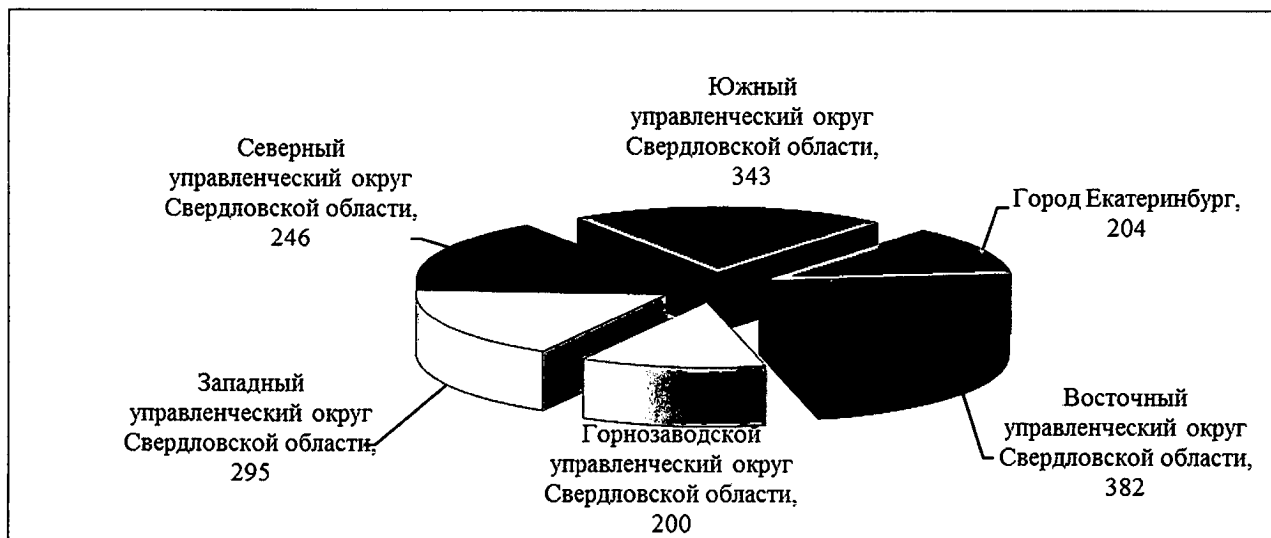 Южный
управленческий округ
Свердловской области,
343
Северный
управленческий округ
Свердловской области,
246
Город Екатеринбург,
204
Западный
управленческий округ
Свердловской области,
295
Горнозаводской
управленческий округ
Свердловской области,
200
Восточный
управленческий округ
Свердловской области,
382